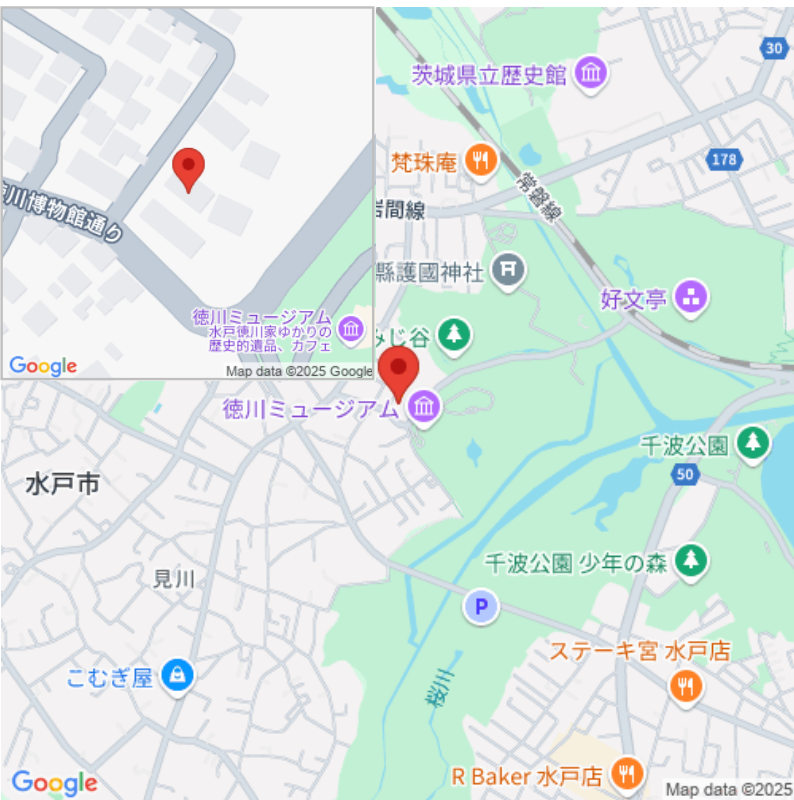 徳川博物館通り
徳川ミュージアム
水戸徳川家ゆかりの
歴史的遺品、カフェ
Google
Map data ©2025 Google
30
茨城県立歴史館
178
梵珠庵
常磐線
岩間線
縣護國神社
好文亭
みじ谷
徳川ミュージアム
千波公園
50
水戸市
千波公園 少年の森
見川
P
こむぎ屋
ステーキ宮 水戸店
桜川
R Baker 水戸店
Google
Map data ©2025